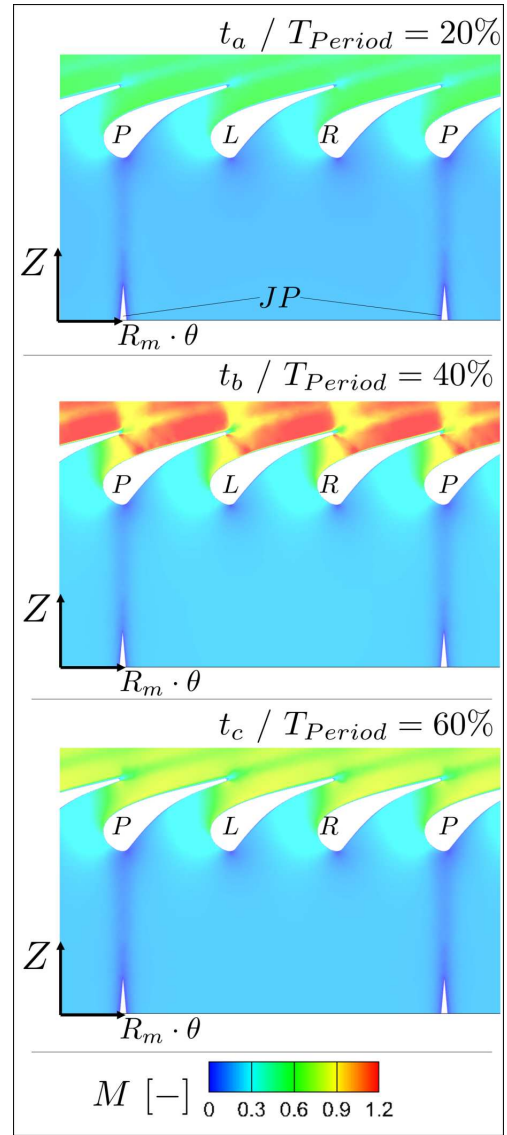 t_a / T_Period = 20%
P L R P
Z
JP
R_m · θ
t_b / T_Period = 40%
P L R P
Z
R_m · θ
t_c / T_Period = 60%
P L R P
Z
R_m · θ
M [−]
0 0.3 0.6 0.9 1.2